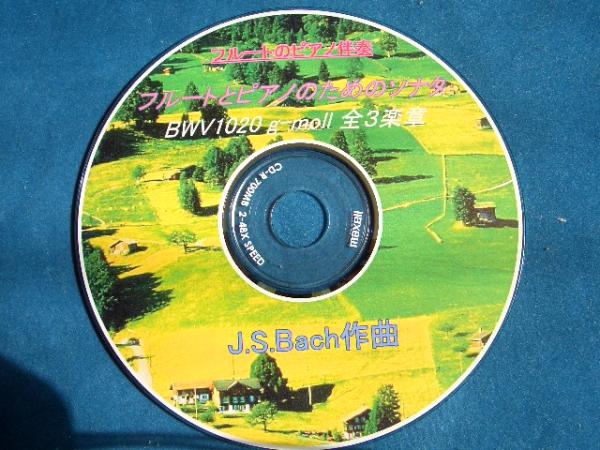 フルートのピアノ伴奏
フルートとピアノのためのソナタ
BWV1020 g-moll 全3楽章
CD-R 700MB 2-48X SPEED
maxell
J.S.Bach作曲